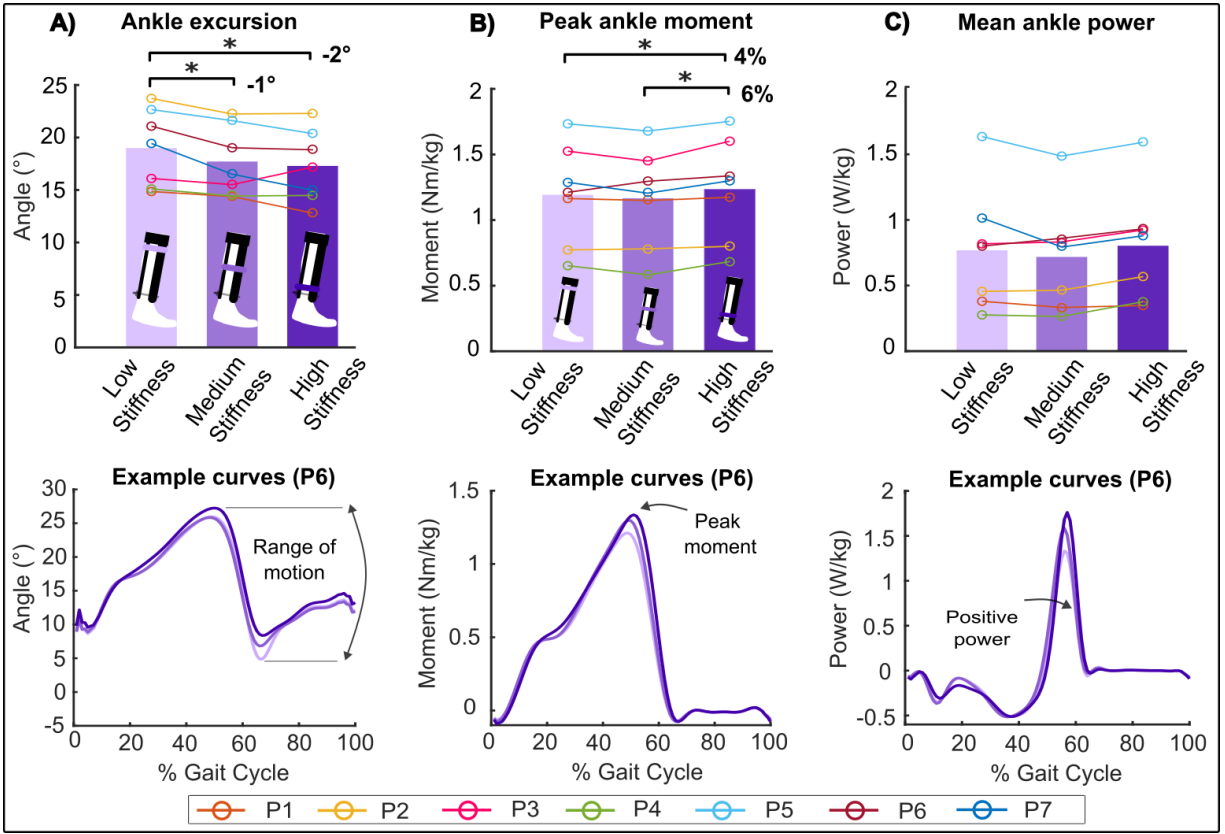 A) Ankle excursion
* -2°
* -1°
25
20
15
10
5
0
Angle (°)
Low Stiffness
Medium Stiffness
High Stiffness
B) Peak ankle moment
* 4%
* 6%
2
1.5
1
0.5
0
Moment (Nm/kg)
Low Stiffness
Medium Stiffness
High Stiffness
C) Mean ankle power
2
1.5
1
0.5
0
Power (W/kg)
Low Stiffness
Medium Stiffness
High Stiffness
Example curves (P6)
30
25
20
15
10
5
0
-5
Angle (°)
Range of
motion
0 20 40 60 80 100
% Gait Cycle
Example curves (P6)
1.5
1
0.5
0
Moment (Nm/kg)
Peak
moment
0 20 40 60 80 100
% Gait Cycle
Example curves (P6)
2
1.5
1
0.5
0
-0.5
Power (W/kg)
Positive
power
0 20 40 60 80 100
% Gait Cycle
P1 P2 P3 P4 P5 P6 P7